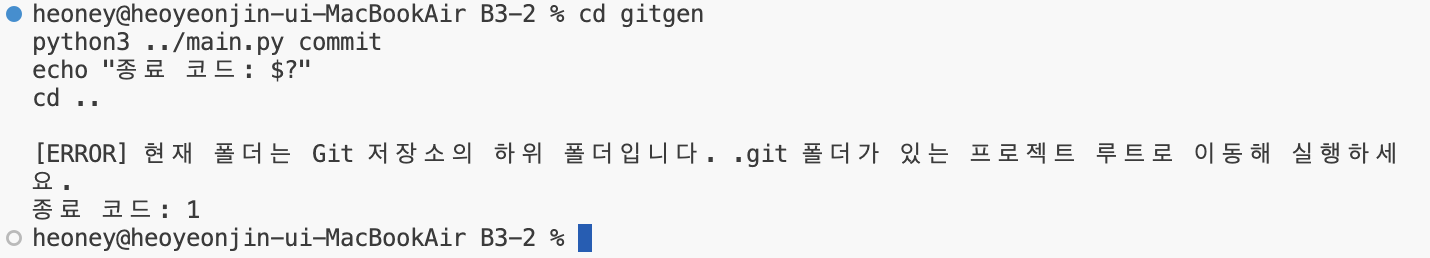 heoney@heoyeonjin-ui-MacBookAir B3-2 % cd gitgen
python3 ../main.py commit
echo "종료 코드: $?"
cd ..
[ERROR] 현재 폴더는 Git 저장소의 하위 폴더입니다. .git 폴더가 있는 프로젝트 루트로 이동해 실행하세
요.
종료 코드: 1
heoney@heoyeonjin-ui-MacBookAir B3-2 %